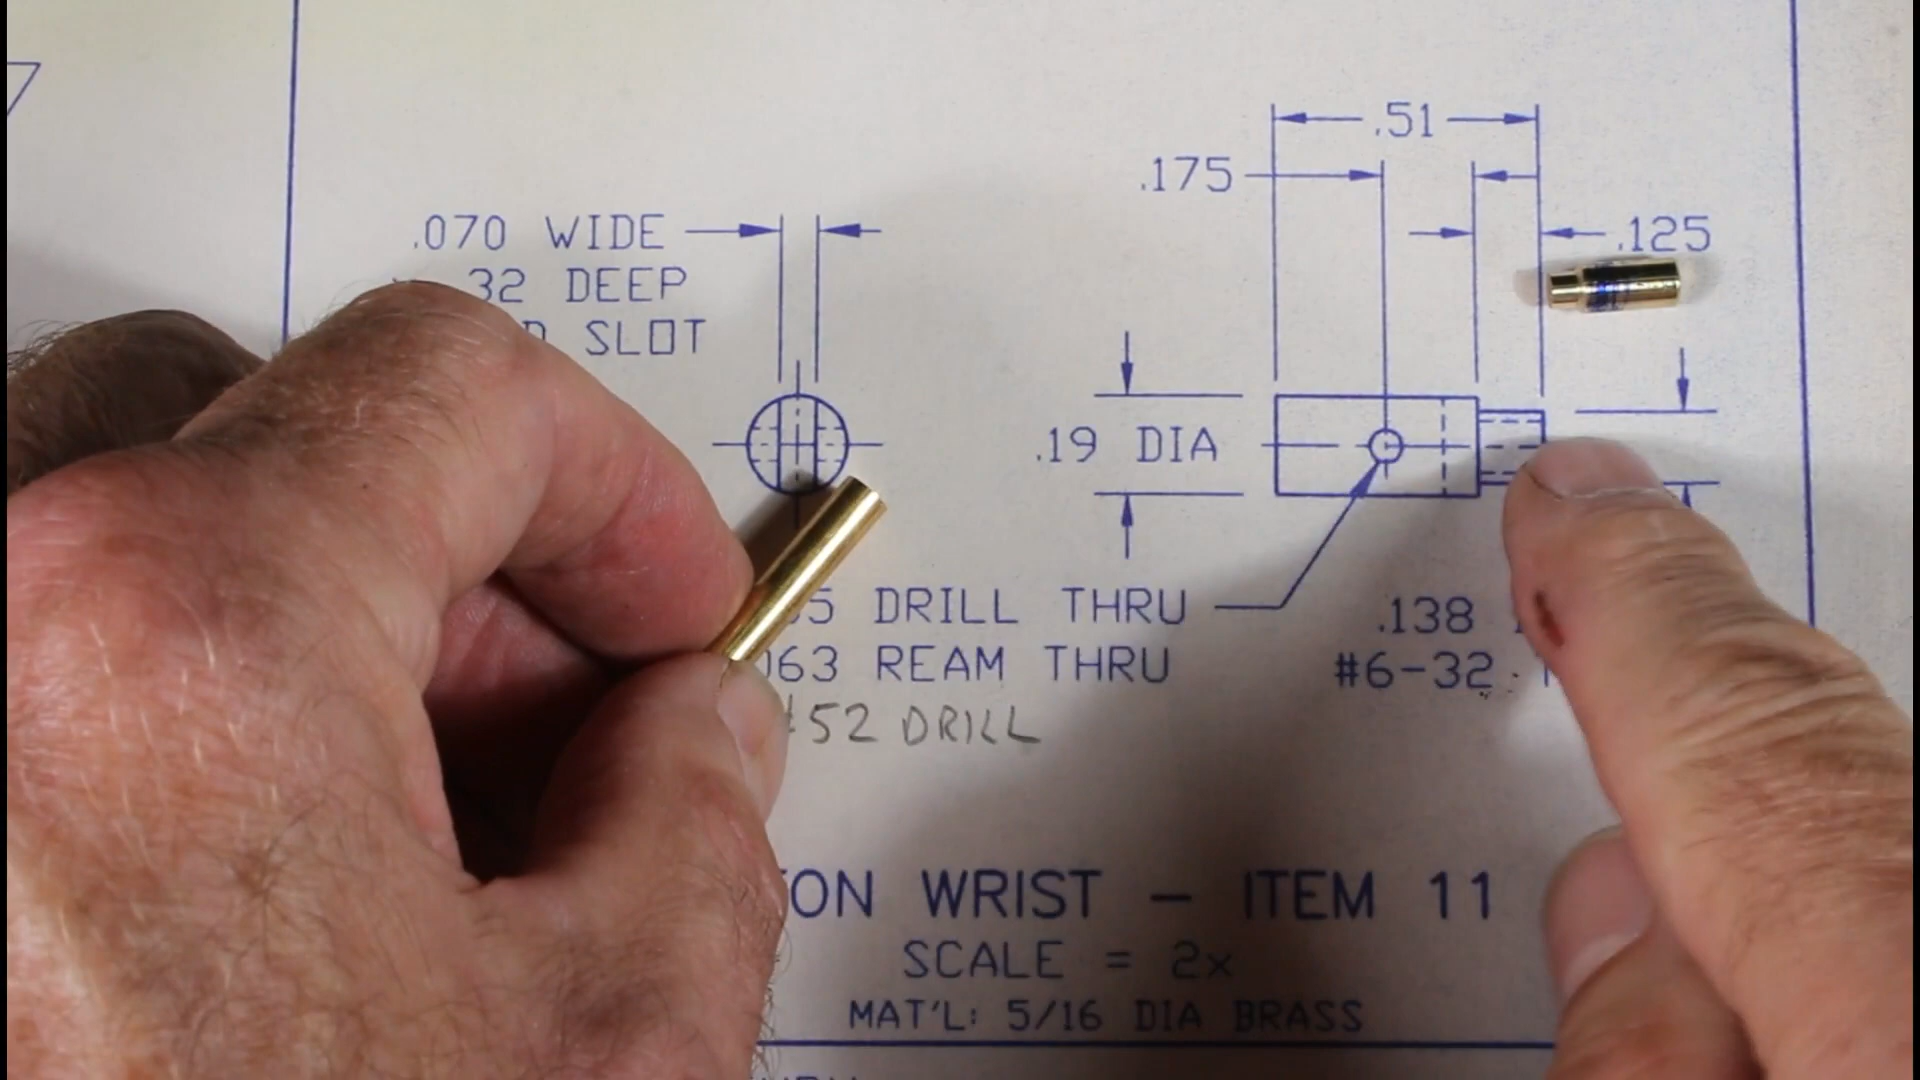 .51
.175
.070 WIDE
.125
32 DEEP
SLOT
.19 DIA
DRILL THRU
.138
063 REAM THRU
#6-32
52 DRILL
WRIST - ITEM 11
SCALE = 2x
MAT'L: 5/16 DIA BRASS